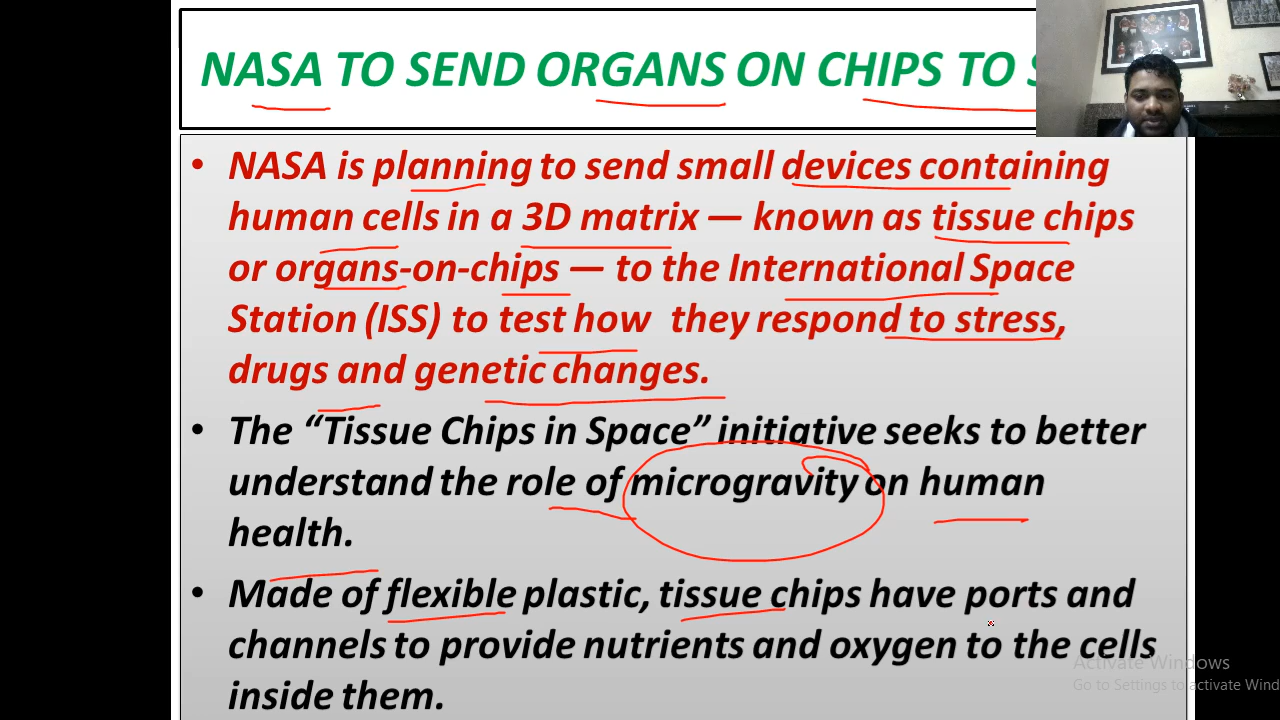 NASA TO SEND ORGANS ON CHIPS TO
• NASA is planning to send small devices containing
human cells in a 3D matrix — known as tissue chips
or organs-on-chips — to the International Space
Station (ISS) to test how they respond to stress,
drugs and genetic changes.
• The “Tissue Chips in Space” initiative seeks to better
understand the role of microgravity on human
health.
• Made of flexible plastic, tissue chips have ports and
channels to provide nutrients and oxygen to the cells
inside them.
Activate Windows
Go to Settings to activate Wind